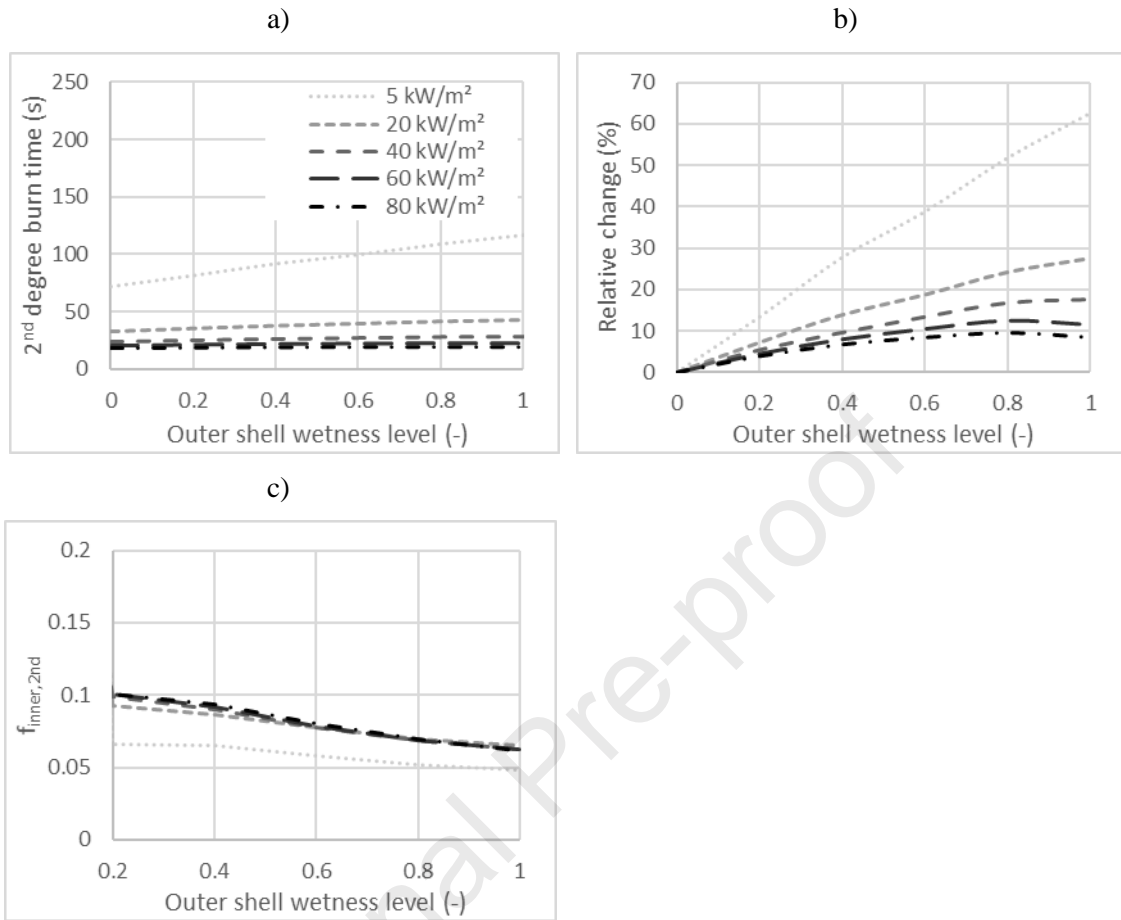 a)
250
200
150
100
50
0
2nd degree burn time (s)
5 kW/m²
20 kW/m²
40 kW/m²
60 kW/m²
80 kW/m²
0 0.2 0.4 0.6 0.8 1
Outer shell wetness level (-)
b)
70
60
50
40
30
20
10
0
Relative change (%)
0 0.2 0.4 0.6 0.8 1
Outer shell wetness level (-)
c)
0.2
0.15
0.1
0.05
0
finner,2nd
0.2 0.4 0.6 0.8 1
Outer shell wetness level (-)
nal Pre-proof